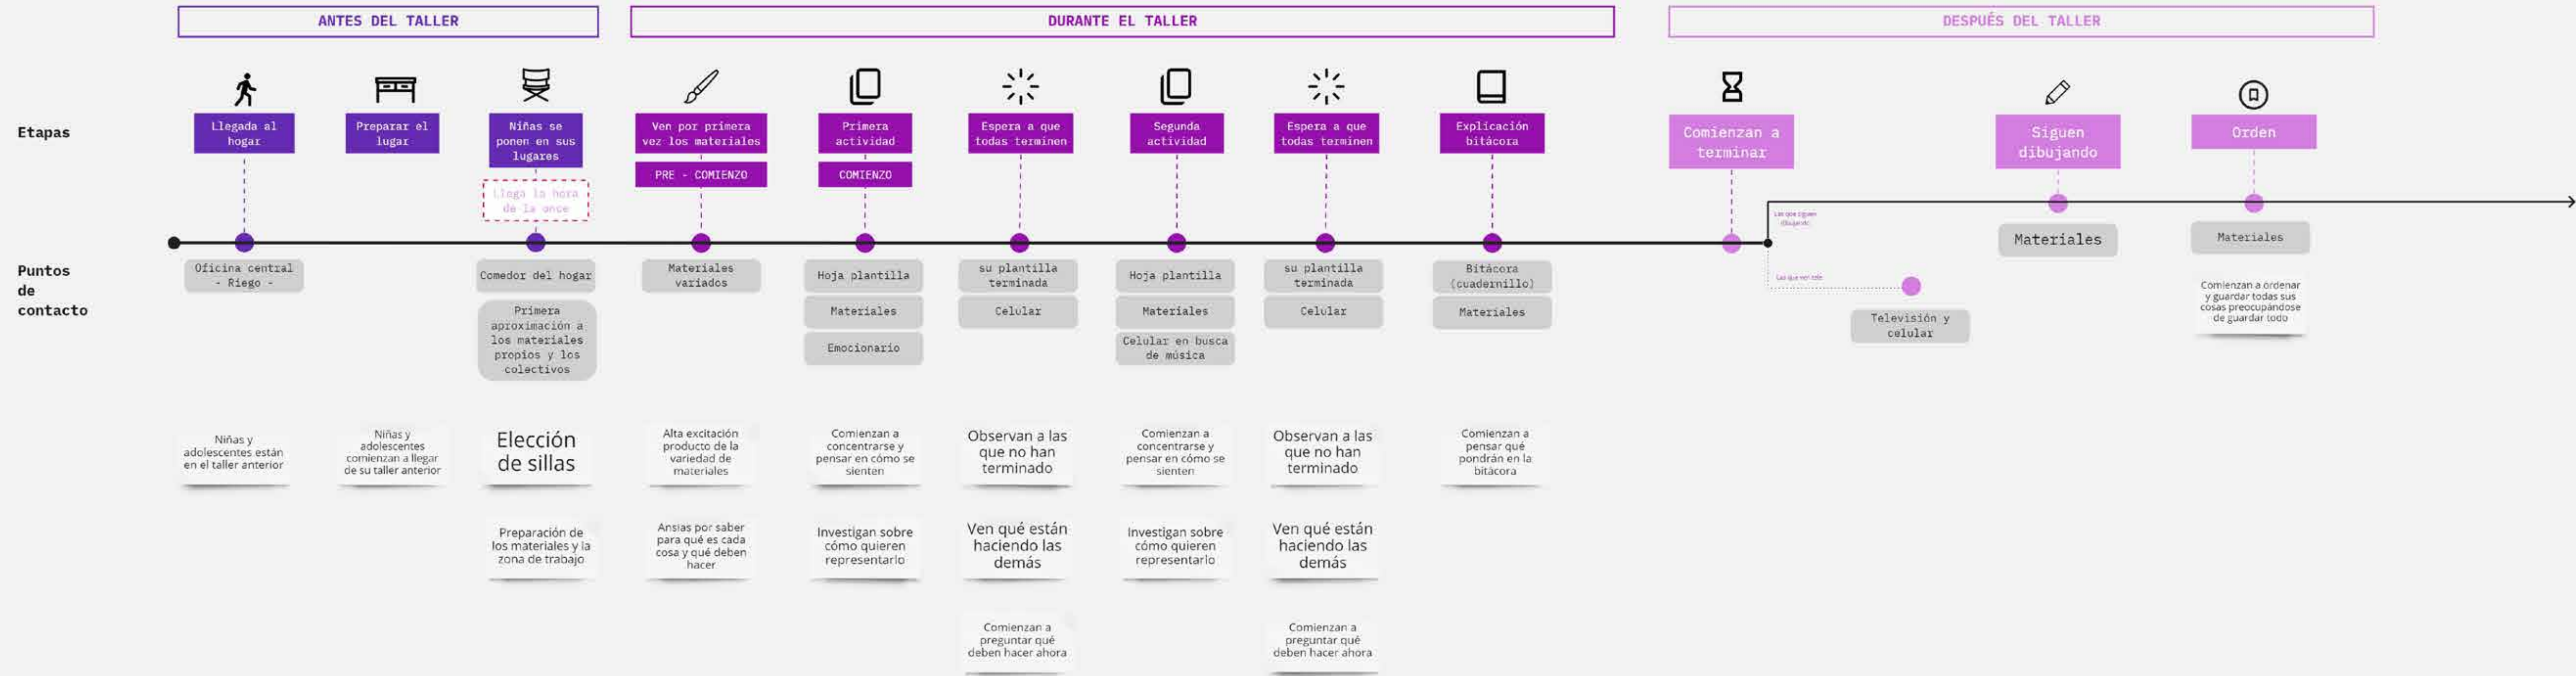 ANTES DEL TALLER
DURANTE EL TALLER
DESPUÉS DEL TALLER
Etapas
Llegada al
hogar
Preparar el
lugar
Niñas se
ponen en sus
lugares
Llega la hora
de la once
Ven por primera
vez los materiales
PRE - COMIENZO
Primera
actividad
COMIENZO
Espera a que
todas terminen
Segunda
actividad
Espera a que
todas terminen
Explicación
bitácora
Comienzan a
terminar
Siguen
dibujando
Orden
Las que siguen
dibujando
Las que ven tele
Puntos
de
contacto
Oficina central
- Riego -
Comedor del hogar
Primera
aproximación a
los materiales
propios y los
colectivos
Materiales
variados
Hoja plantilla
Materiales
Emocionario
su plantilla
terminada
Celular
Hoja plantilla
Materiales
Celular en busca
de música
su plantilla
terminada
Celular
Bitácora
(cuadernillo)
Materiales
Televisión y
celular
Materiales
Materiales
Comienzan a ordenar
y guardar todas sus
cosas preocupándose
de guardar todo
Niñas y
adolescentes están
en el taller anterior
Niñas y
adolescentes
comienzan a llegar
de su taller anterior
Elección
de sillas
Preparación de
los materiales y la
zona de trabajo
Alta excitación
producto de la
variedad de
materiales
Ansias por saber
para qué es cada
cosa y qué deben
hacer
Comienzan a
concentrarse y
pensar en cómo se
sienten
Investigan sobre
cómo quieren
representarlo
Observan a las
que no han
terminado
Ven qué están
haciendo las
demás
Comienzan a
preguntar qué
deben hacer ahora
Comienzan a
concentrarse y
pensar en cómo se
sienten
Investigan sobre
cómo quieren
representarlo
Observan a las
que no han
terminado
Ven qué están
haciendo las
demás
Comienzan a
preguntar qué
deben hacer ahora
Comienzan a
pensar qué
pondrán en la
bitácora